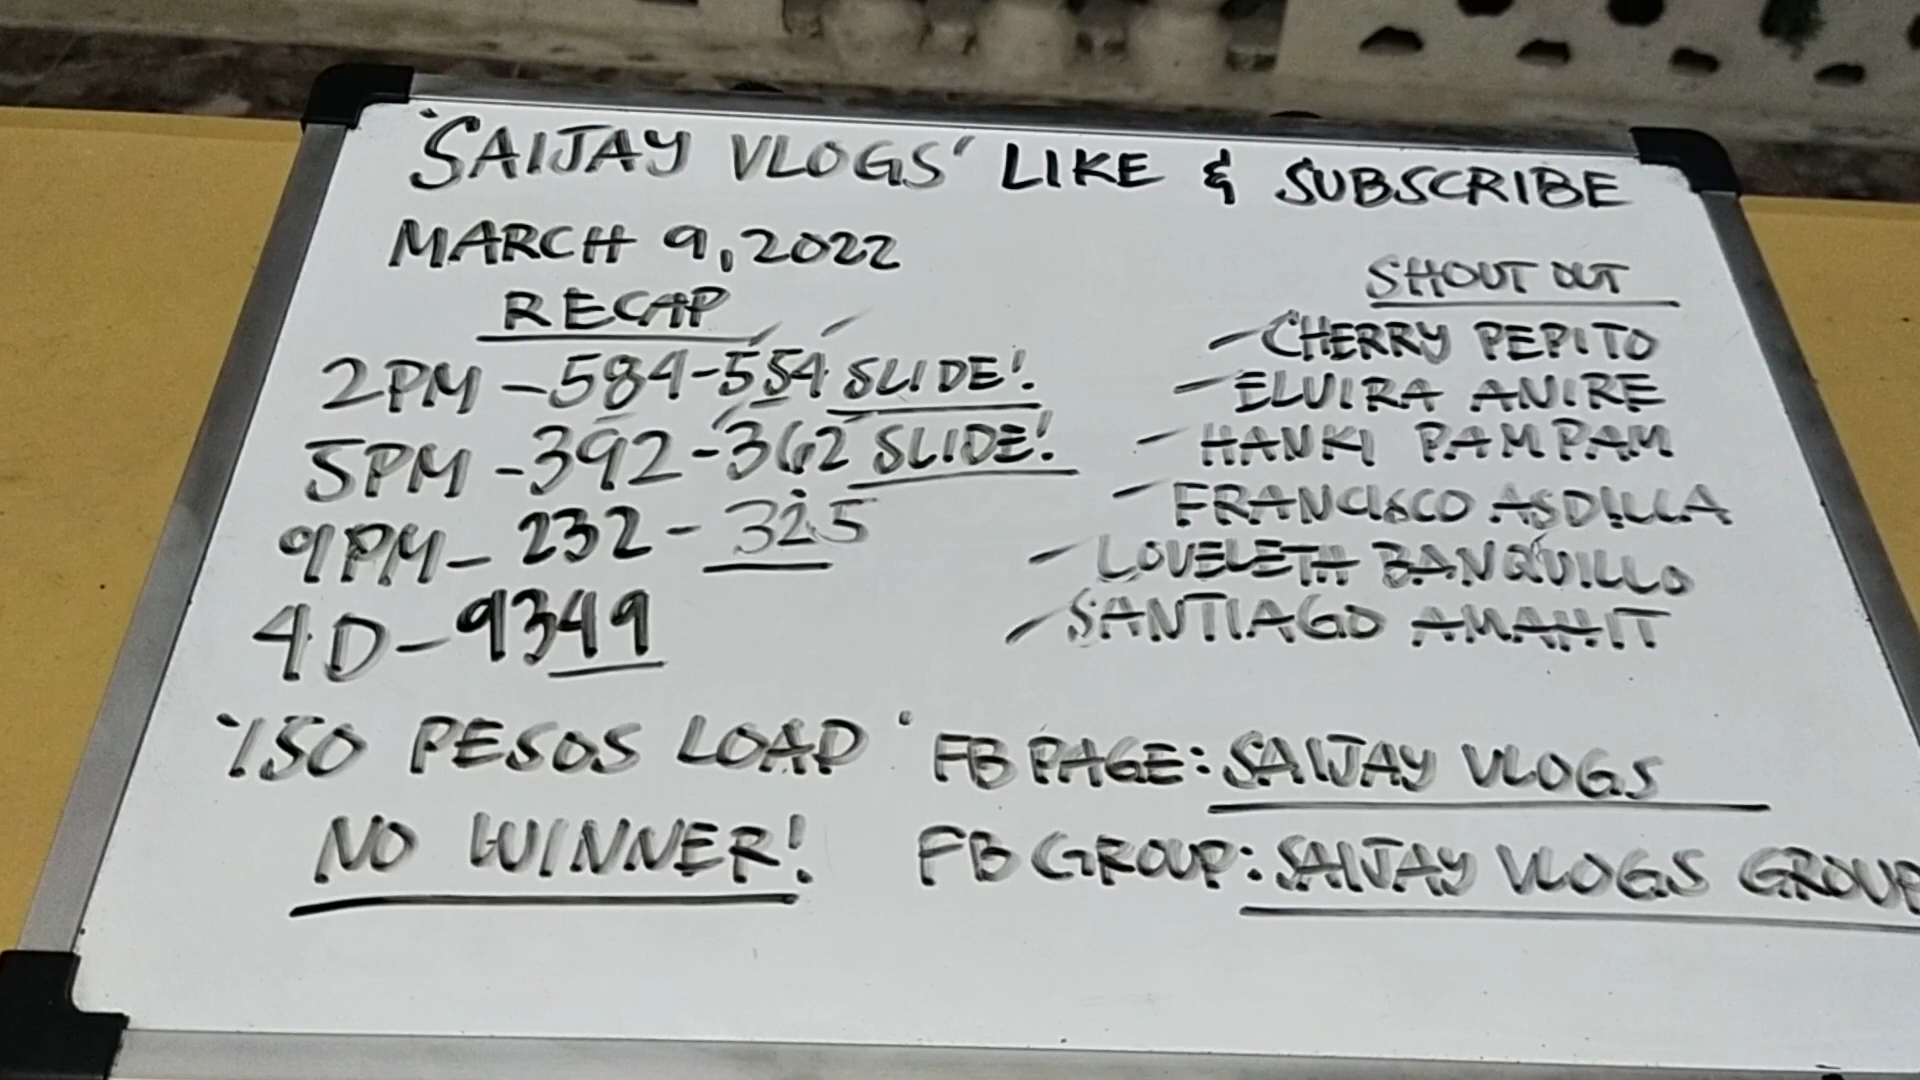 'SAIJAY VLOGS' LIKE & SUBSCRIBE
MARCH 9, 2022
RECAP
2PM - 584-554 SLIDE!
5PM - 392-362 SLIDE!
9PM - 232 - 325
4D - 9349
'150 PESOS LOAD'
NO WINNER!
SHOUT OUT
- CHERRY PEPITO
- ELVIRA ANIRE
- HANKI PAMPAM
- FRANCISCO ASDILLA
- LOVELETH BANQUILLO
- SANTIAGO AMAHIT
FB PAGE: SAIJAY VLOGS
FB GROUP: SAIJAY VLOGS GROUP